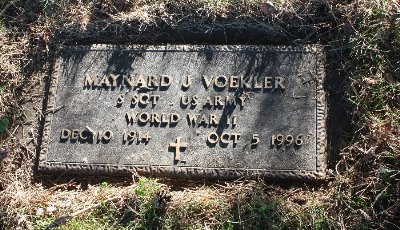 MAYNARD J VOEKLER
S SGT US ARMY
WORLD WAR II
DEC 10 1914 OCT 5 1996